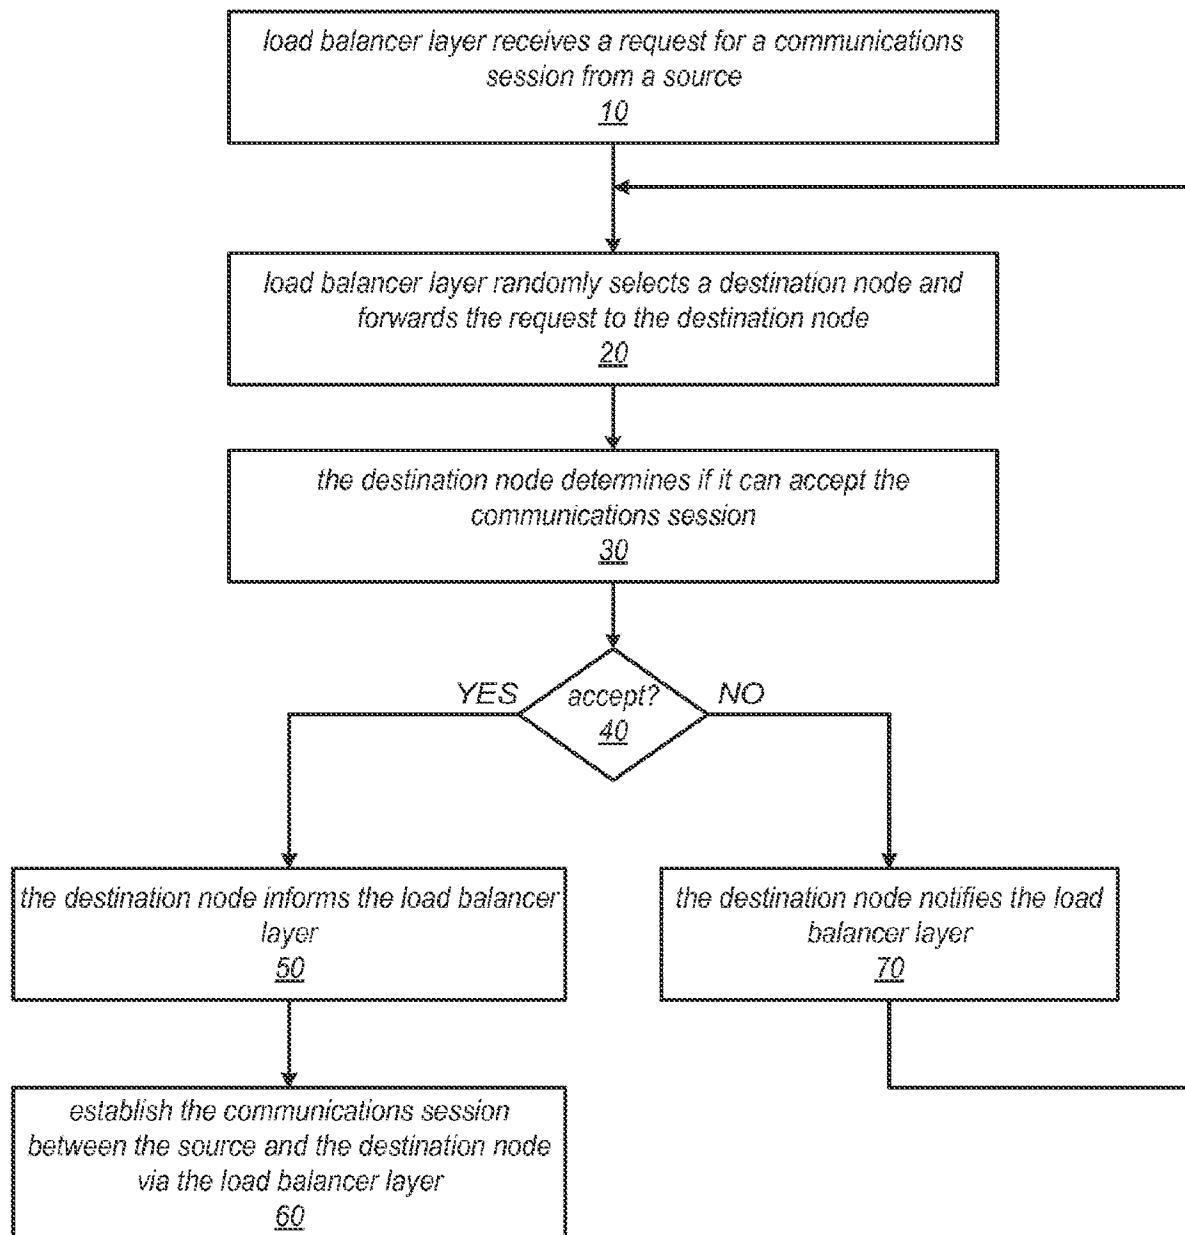 load balancer layer receives a request for a communications
session from a source
10
load balancer layer randomly selects a destination node and
forwards the request to the destination node
20
the destination node determines if it can accept the
communications session
30
YES
accept?
40
NO
the destination node informs the load balancer
layer
50
the destination node notifies the load
balancer layer
70
establish the communications session
between the source and the destination node
via the load balancer layer
60